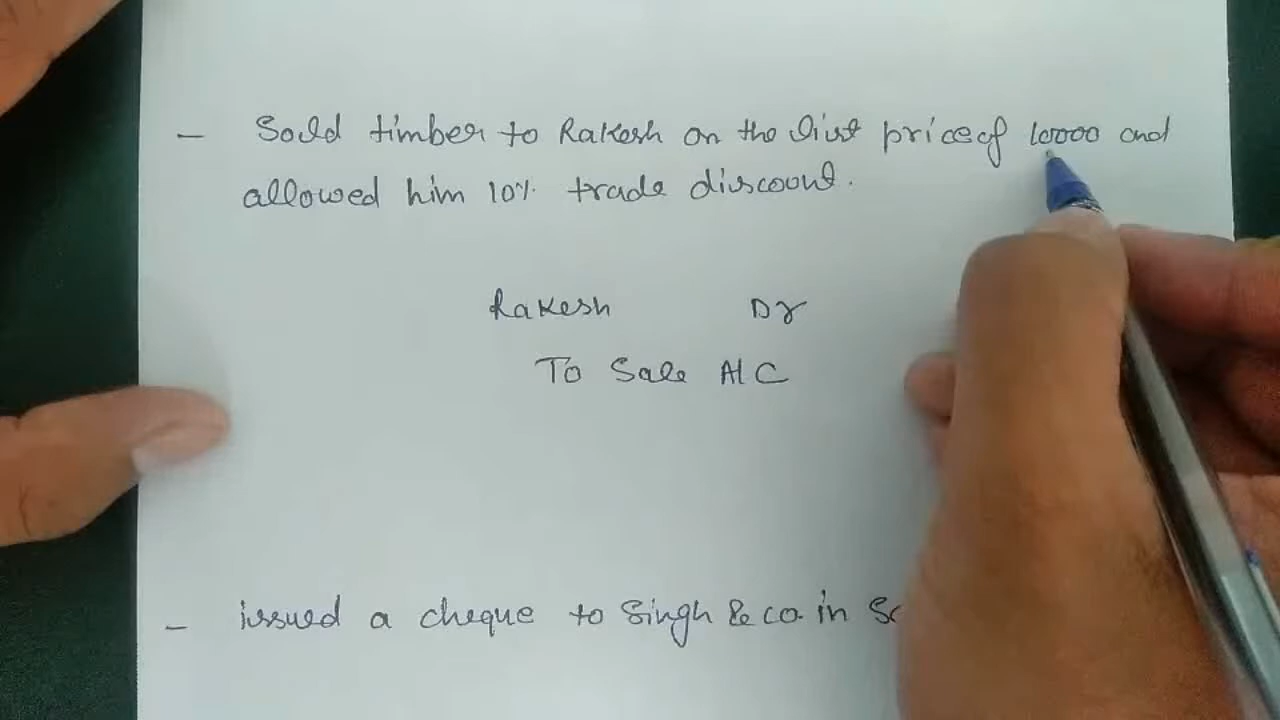 - Sold timber to Rakesh on the list price of 10000 and
allowed him 10% trade discount.
Rakesh Dr
To Sale A/C
- issued a cheque to Singh & co. in